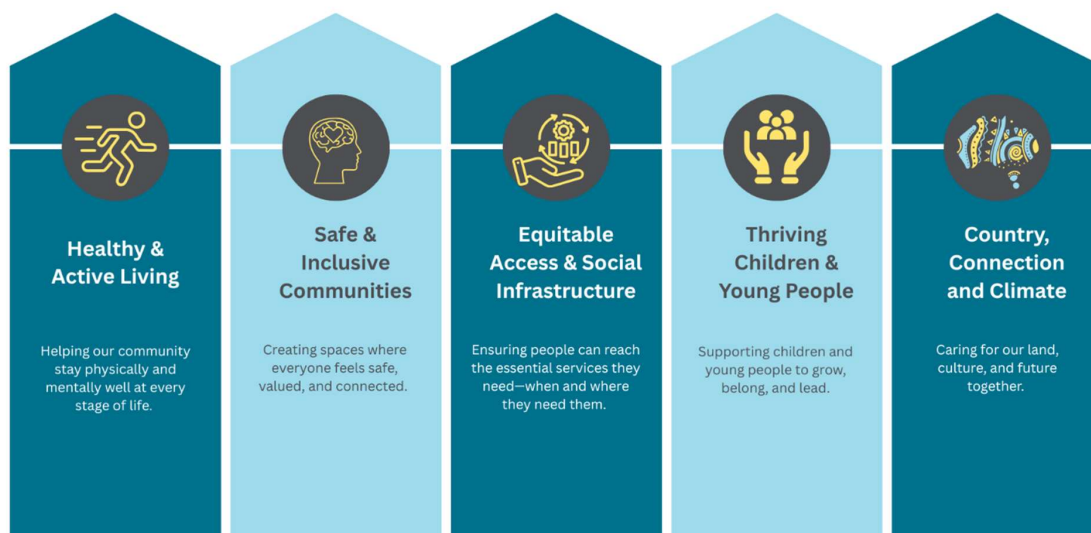 Healthy &
Active Living
Helping our community
stay physically and
mentally well at every
stage of life.
Safe &
Inclusive
Communities
Creating spaces where
everyone feels safe,
valued, and connected.
Equitable
Access & Social
Infrastructure
Ensuring people can reach
the essential services they
need—when and where
they need them.
Thriving
Children &
Young People
Supporting children and
young people to grow,
belong, and lead.
Country,
Connection
and Climate
Caring for our land,
culture, and future
together.